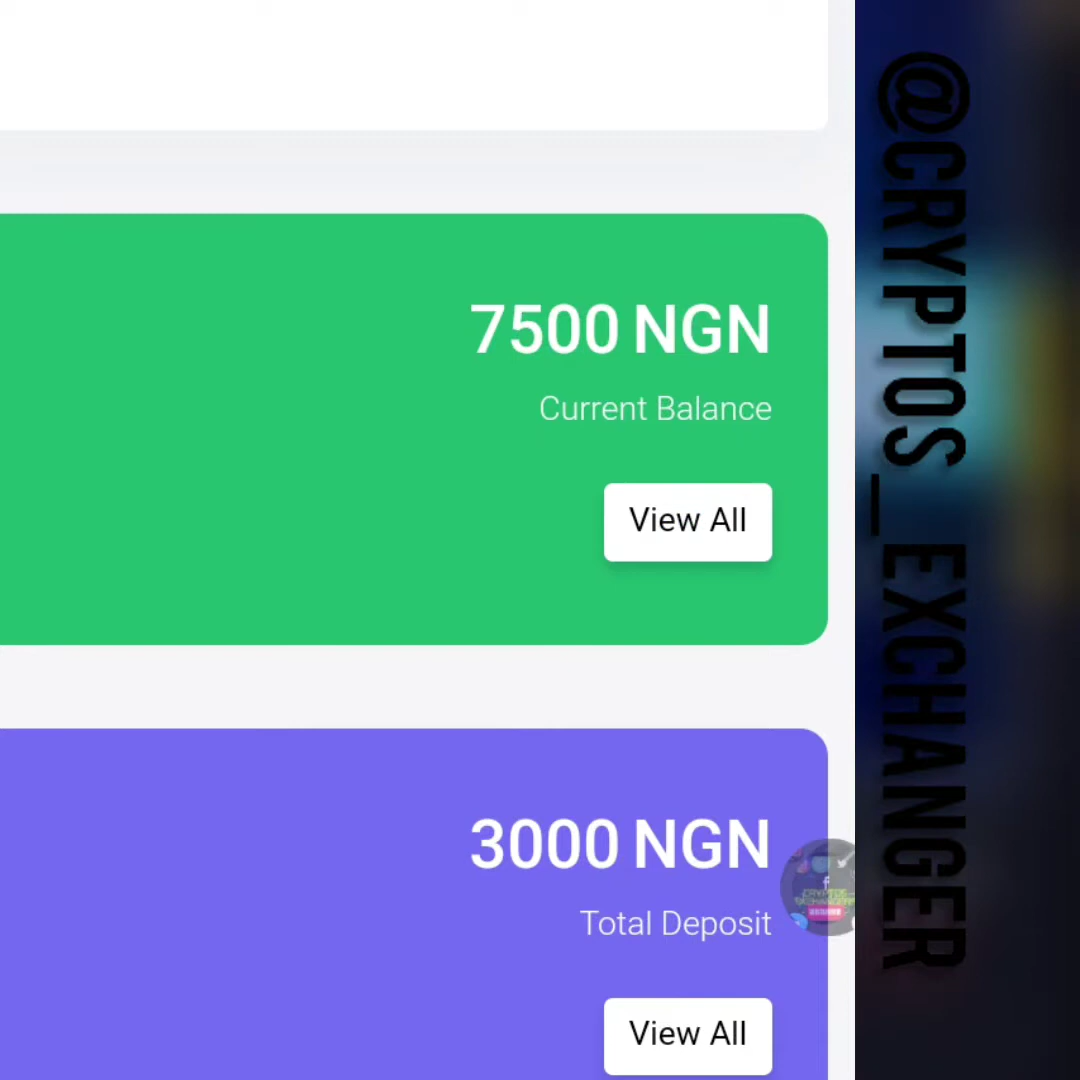 7500 NGN
Current Balance
View All
3000 NGN
Total Deposit
View All
@CRYPTOS_EXCHANGER